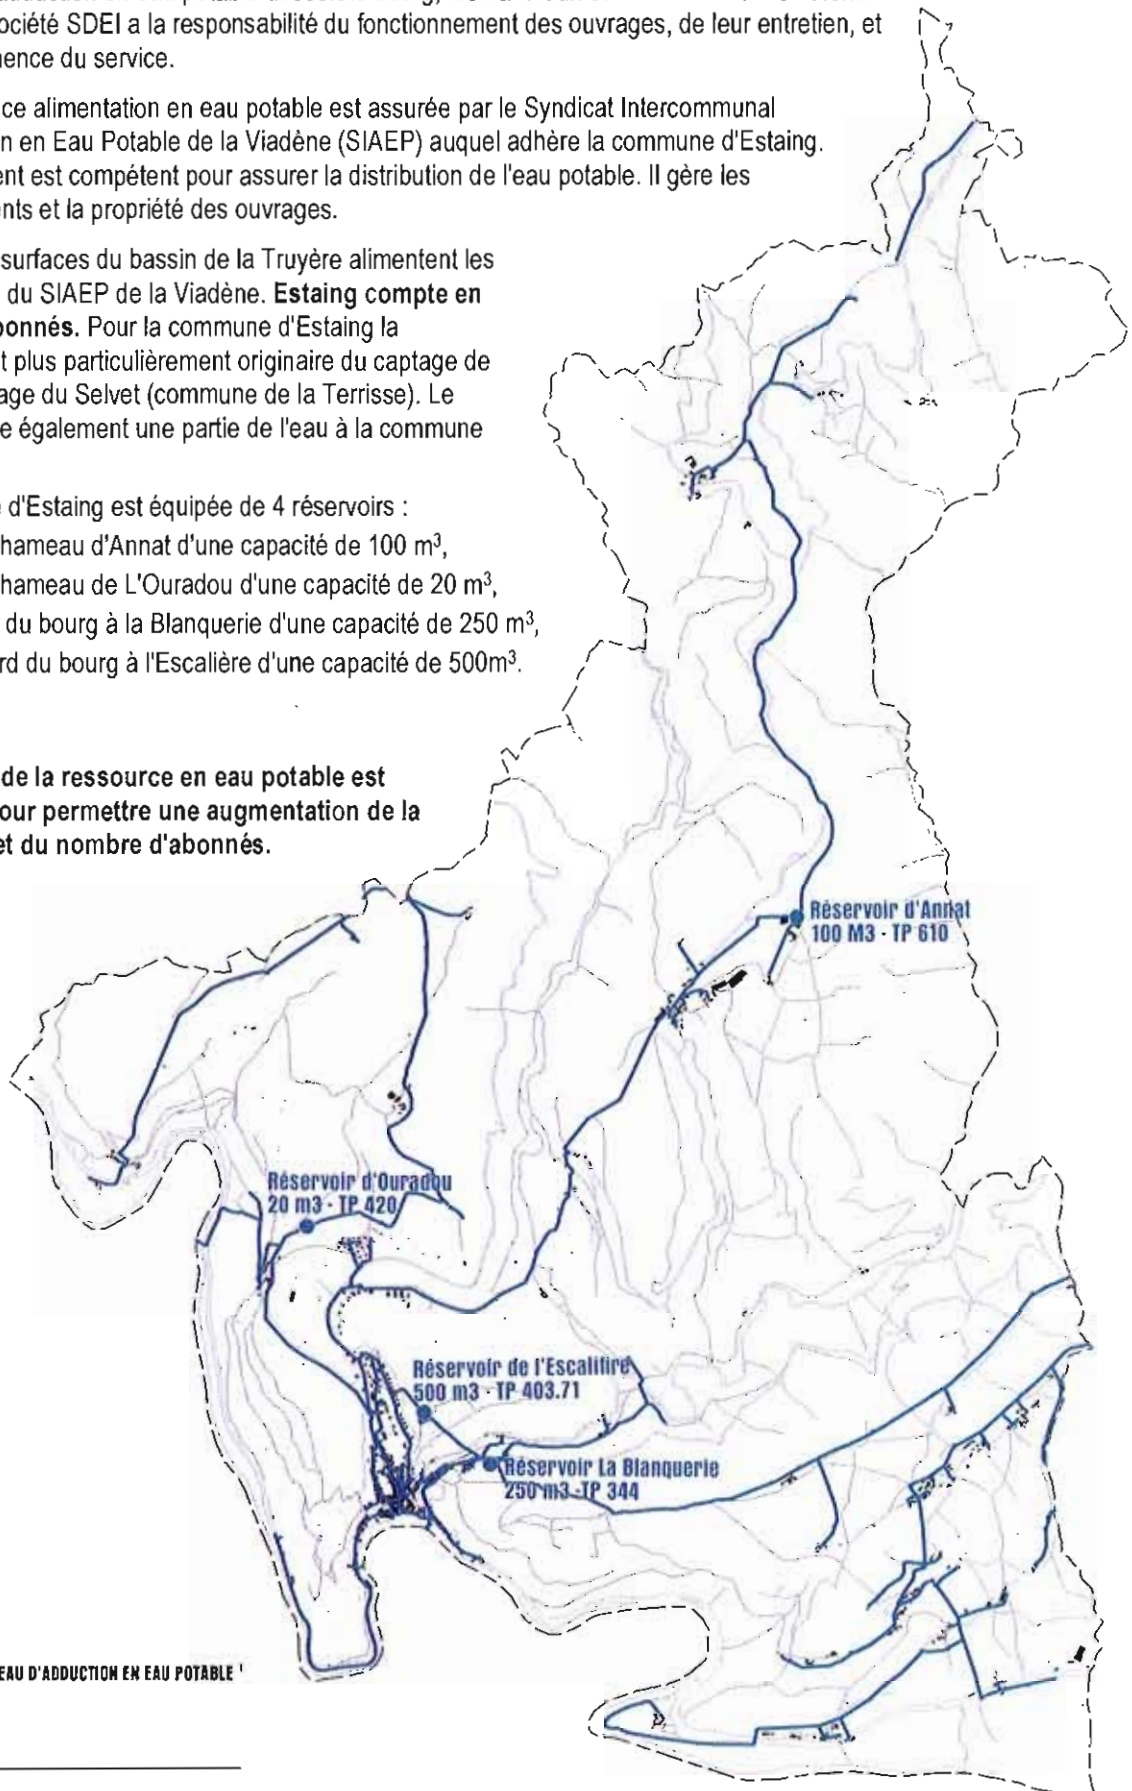 ociété SDEI a la responsabilité du fonctionnement des ouvrages, de leur entretien, et
nence du service.
ce alimentation en eau potable est assurée par le Syndicat Intercommunal
n en Eau Potable de la Viadène (SIAEP) auquel adhère la commune d'Estaing.
ent est compétent pour assurer la distribution de l'eau potable. Il gère les
nts et la propriété des ouvrages.
surfaces du bassin de la Truyère alimentent les
du SIAEP de la Viadène. Estaing compte en
onnés. Pour la commune d'Estaing la
t plus particulièrement originaire du captage de
age du Selvet (commune de la Terrisse). Le
e également une partie de l'eau à la commune
e d'Estaing est équipée de 4 réservoirs :
hameau d'Annat d'une capacité de 100 m³,
hameau de L'Ouradou d'une capacité de 20 m³,
du bourg à la Blanquerie d'une capacité de 250 m³,
rd du bourg à l'Escalière d'une capacité de 500m³.
de la ressource en eau potable est
our permettre une augmentation de la
et du nombre d'abonnés.
Réservoir d'Annat
100 M3 - TP 610
Réservoir d'Ouradou
20 m3 - TP 420
Réservoir de l'Escalière
500 m3 - TP 403.71
Réservoir La Blanquerie
250 m3 - TP 344
EAU D'ADDUCTION EN EAU POTABLE